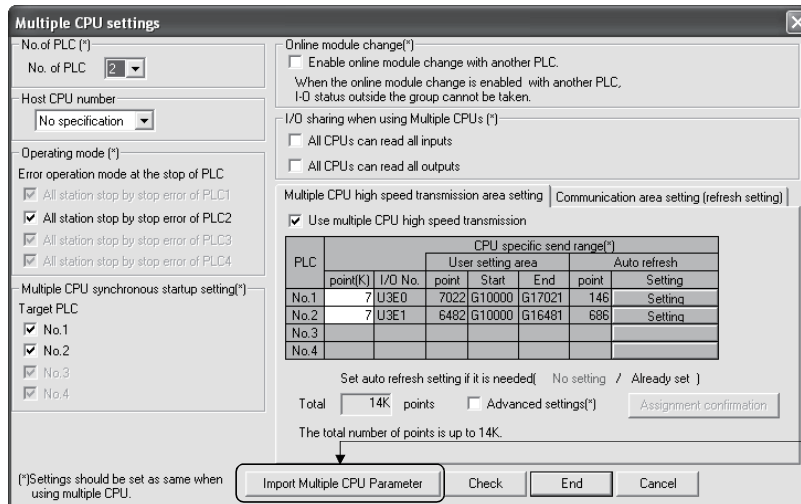 Multiple CPU settings
No.of PLC (*)
No. of PLC 2
Host CPU number
No specification
Operating mode (*)
Error operation mode at the stop of PLC
All station stop by stop error of PLC1
All station stop by stop error of PLC2
All station stop by stop error of PLC3
All station stop by stop error of PLC4
Multiple CPU synchronous startup setting(*)
Target PLC
No.1
No.2
No.3
No.4
(*)Settings should be set as same when
using multiple CPU.
Online module change(*)
Enable online module change with another PLC.
When the online module change is enabled with another PLC,
I-O status outside the group cannot be taken.
I/O sharing when using Multiple CPUs (*)
All CPUs can read all inputs
All CPUs can read all outputs
Multiple CPU high speed transmission area setting Communication area setting (refresh setting)
Use multiple CPU high speed transmission
CPU specific send range(*)
PLC User setting area Auto refresh
point(K) I/O No. point Start End point Setting
No.1 7 U3E0 7022 G10000 G17021 146 Setting
No.2 7 U3E1 6482 G10000 G16481 686 Setting
No.3
No.4
Set auto refresh setting if it is needed( No setting / Already set )
Total 14K points Advanced settings(*) Assignment confirmation
The total number of points is up to 14K.
Import Multiple CPU Parameter Check End Cancel